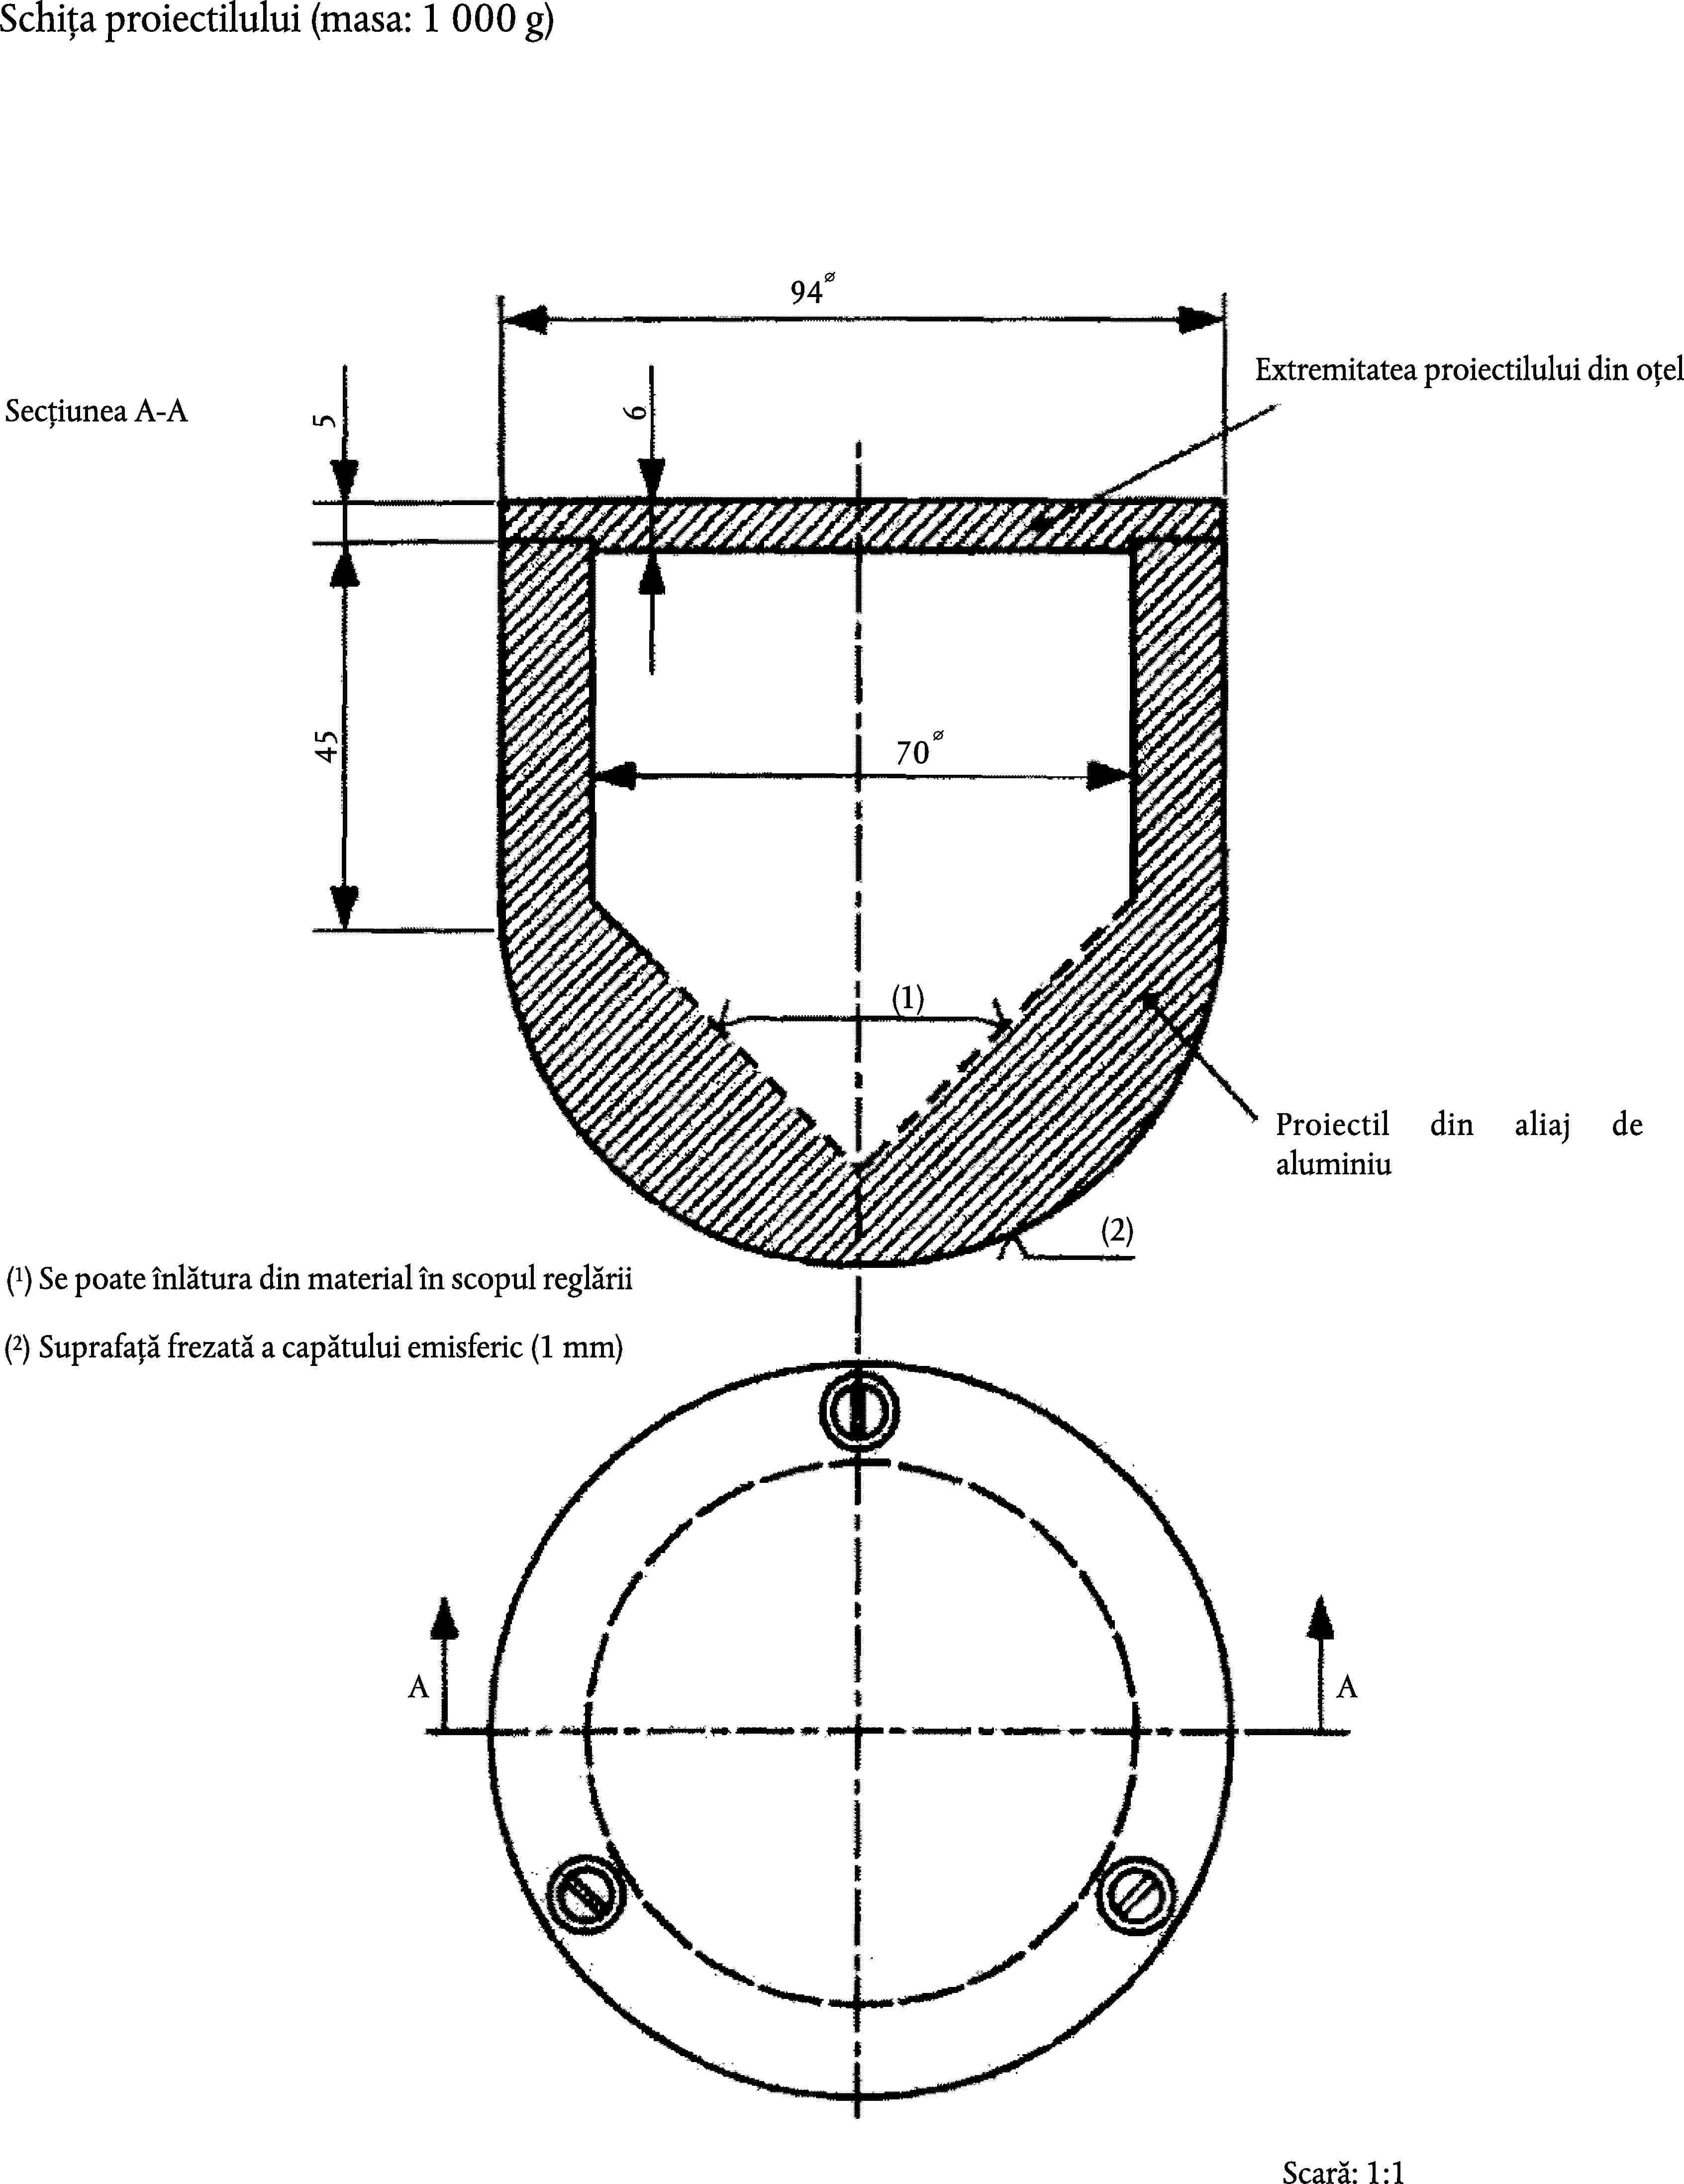 Schița proiectilului (masa: 1 000 g)
94⌀
Extremitatea proiectilului din oțel
Secțiunea A-A
5
6
45
70⌀
(1)
Proiectil din aliaj de
aluminiu
(2)
(¹) Se poate înlătura din material în scopul reglării
(²) Suprafață frezată a capătului emisferic (1 mm)
A
A
Scară: 1:1